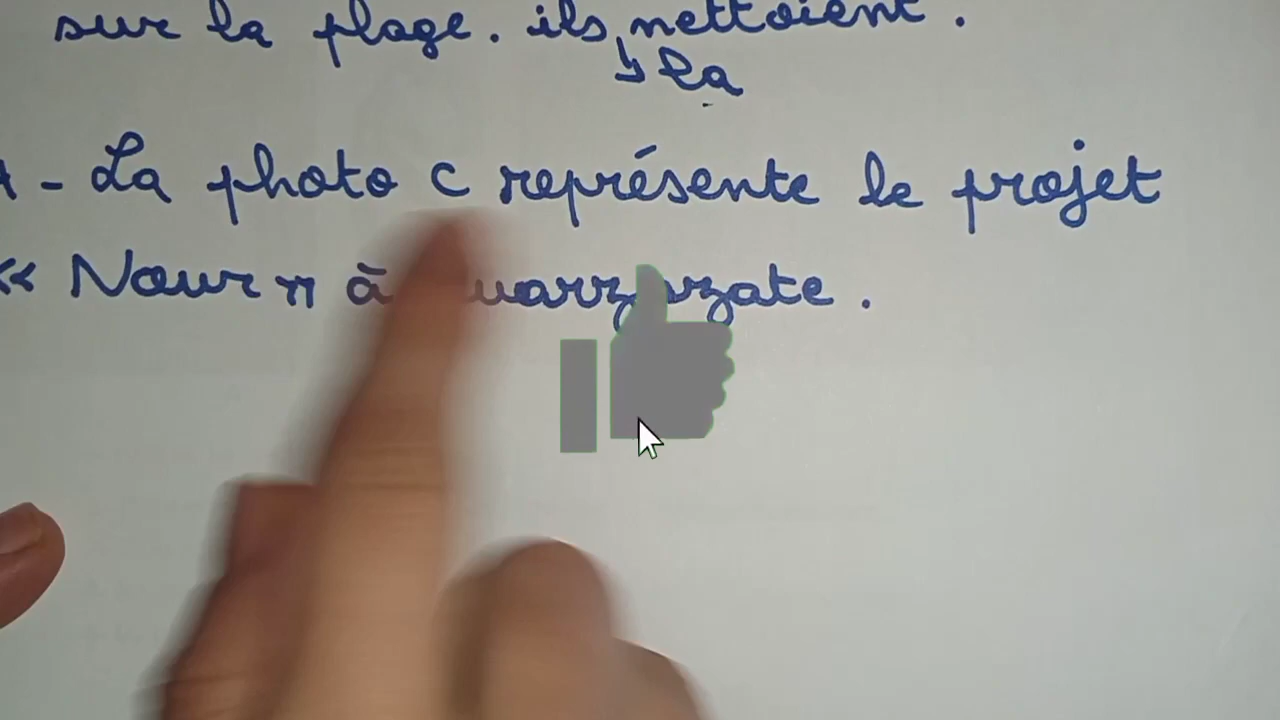 sur la plage. ils nettoient.
↳ la
- La photo c représente le projet
« Nour » à